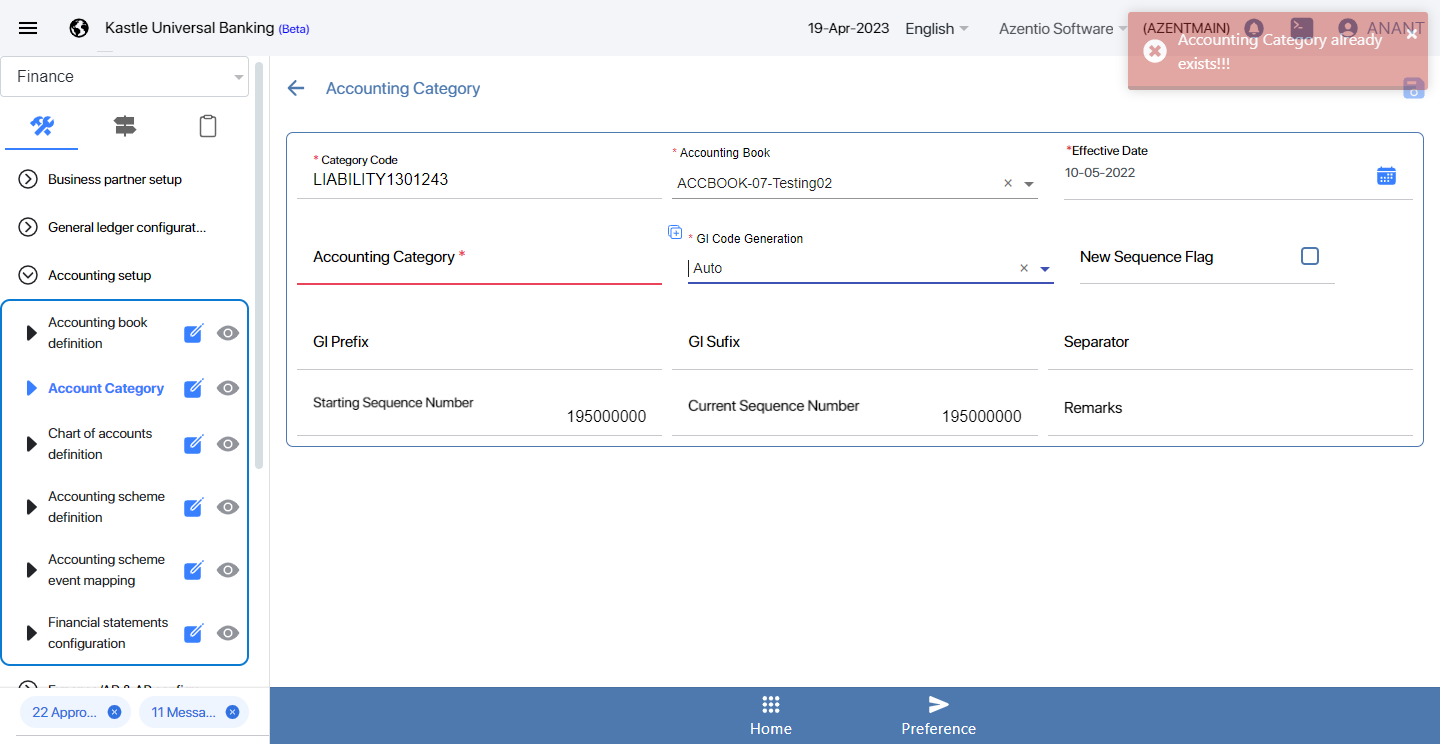 Kastle Universal Banking (Beta)
19-Apr-2023
English
Azentio Software
(AZENTMAIN)
ANANT
Accounting Category already
exists!!!
Finance
Accounting Category
Business partner setup
General ledger configurat...
Accounting setup
Accounting book
definition
Account Category
Chart of accounts
definition
Accounting scheme
definition
Accounting scheme
event mapping
Financial statements
configuration
22 Appro...
11 Messa...
* Category Code
LIABILITY1301243
* Accounting Book
ACCBOOK-07-Testing02
*Effective Date
10-05-2022
Accounting Category *
* GI Code Generation
Auto
New Sequence Flag
GI Prefix
GI Sufix
Separator
Starting Sequence Number
195000000
Current Sequence Number
195000000
Remarks
Home
Preference